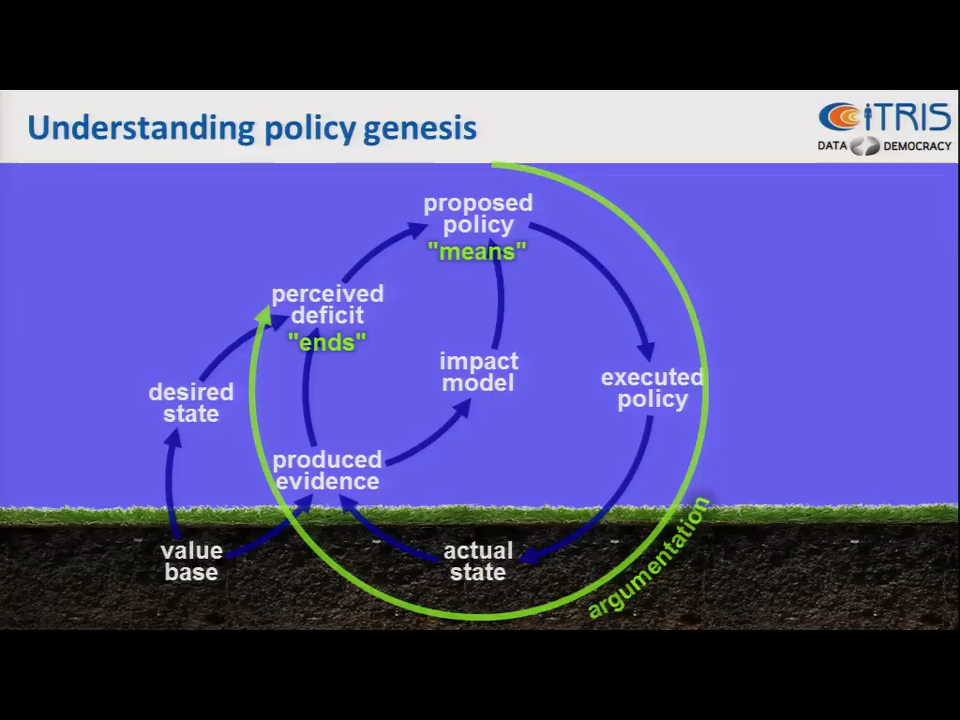 Understanding policy genesis
CiTRIS
DATA DEMOCRACY
proposed
policy
"means"
perceived
deficit
"ends"
impact
model
executed
policy
desired
state
produced
evidence
value
base
actual
state
argumentation